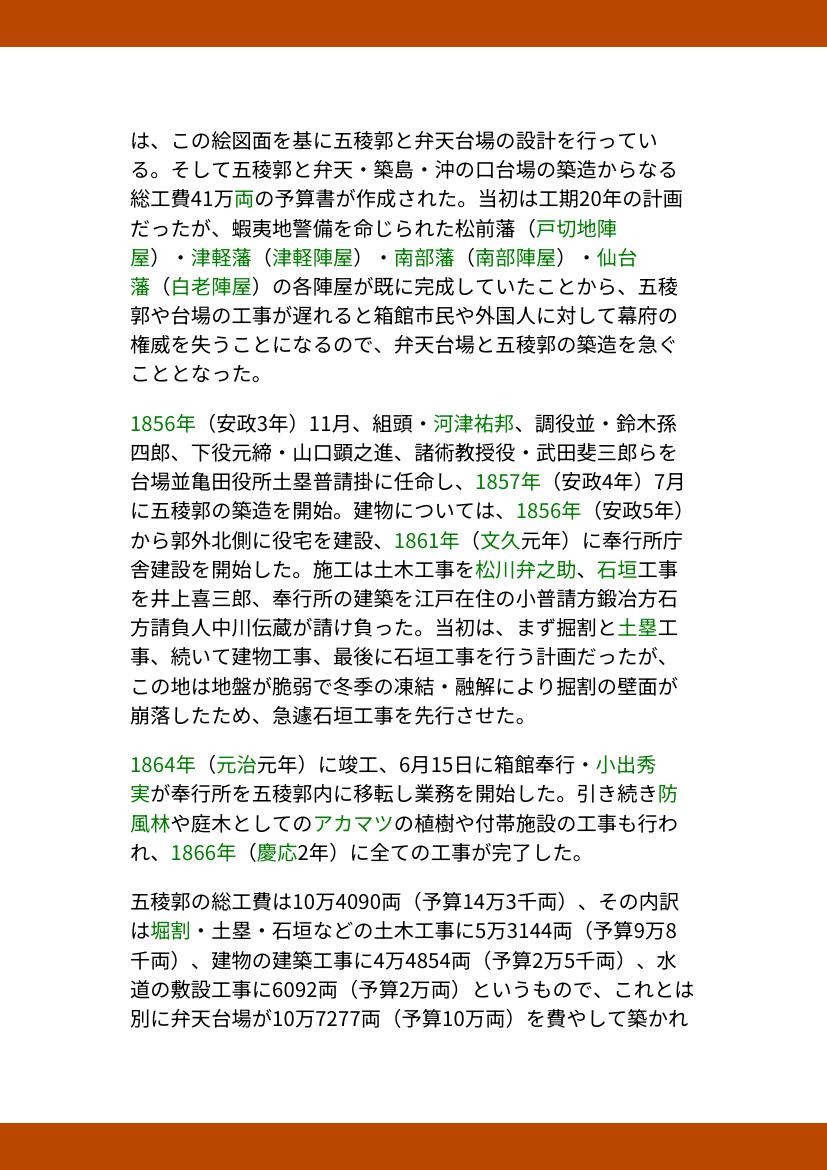 は、この絵図面を基に五稜郭と弁天台場の設計を行ってい
る。そして五稜郭と弁天・築島・沖の口台場の築造からなる
総工費41万両の予算書が作成された。当初は工期20年の計画
だったが、蝦夷地警備を命じられた松前藩（戸切地陣
屋）・津軽藩（津軽陣屋）・南部藩（南部陣屋）・仙台
藩（白老陣屋）の各陣屋が既に完成していたことから、五稜
郭や台場の工事が遅れると箱館市民や外国人に対して幕府の
権威を失うことになるので、弁天台場と五稜郭の築造を急ぐ
こととなった。
1856年（安政3年）11月、組頭・河津祐邦、調役並・鈴木孫
四郎、下役元締・山口顕之進、諸術教授役・武田斐三郎らを
台場並亀田役所土塁普請掛に任命し、1857年（安政4年）7月
に五稜郭の築造を開始。建物については、1856年（安政5年）
から郭外北側に役宅を建設、1861年（文久元年）に奉行所庁
舎建設を開始した。施工は土木工事を松川弁之助、石垣工事
を井上喜三郎、奉行所の建築を江戸在住の小普請方鍛冶方石
方請負人中川伝蔵が請け負った。当初は、まず掘割と土塁工
事、続いて建物工事、最後に石垣工事を行う計画だったが、
この地は地盤が脆弱で冬季の凍結・融解により掘割の壁面が
崩落したため、急遽石垣工事を先行させた。
1864年（元治元年）に竣工、6月15日に箱館奉行・小出秀
実が奉行所を五稜郭内に移転し業務を開始した。引き続き防
風林や庭木としてのアカマツの植樹や付帯施設の工事も行わ
れ、1866年（慶応2年）に全ての工事が完了した。
五稜郭の総工費は10万4090両（予算14万3千両）、その内訳
は堀割・土塁・石垣などの土木工事に5万3144両（予算9万8
千両）、建物の建築工事に4万4854両（予算2万5千両）、水
道の敷設工事に6092両（予算2万両）というもので、これとは
別に弁天台場が10万7277両（予算10万両）を費やして築かれ